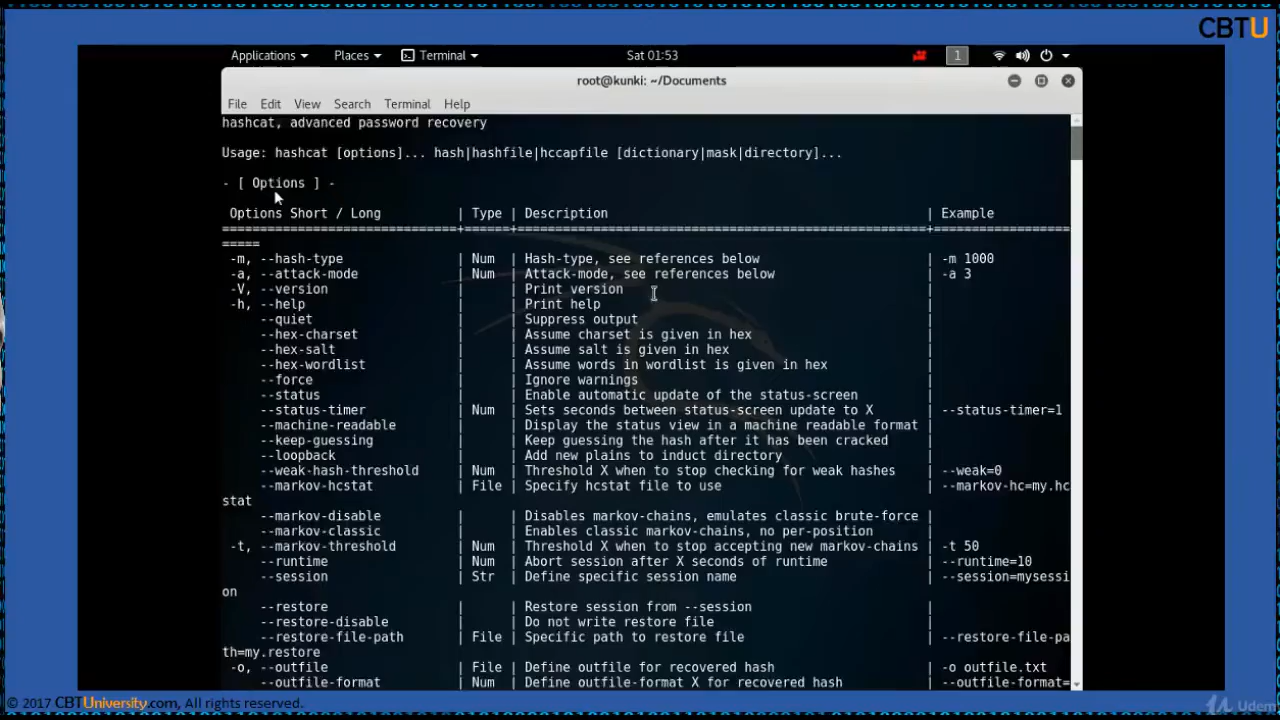 CBTU
Applications Places Terminal Sat 01:53 1
root@kunki: ~/Documents
File Edit View Search Terminal Help
hashcat, advanced password recovery
Usage: hashcat [options]... hash|hashfile|hccapfile [dictionary|mask|directory]...
- [ Options ] -
Options Short / Long | Type | Description | Example
=====
-m, --hash-type | Num | Hash-type, see references below | -m 1000
-a, --attack-mode | Num | Attack-mode, see references below | -a 3
-V, --version | | Print version |
-h, --help | | Print help |
--quiet | | Suppress output |
--hex-charset | | Assume charset is given in hex |
--hex-salt | | Assume salt is given in hex |
--hex-wordlist | | Assume words in wordlist is given in hex |
--force | | Ignore warnings |
--status | | Enable automatic update of the status-screen |
--status-timer | Num | Sets seconds between status-screen update to X | --status-timer=1
--machine-readable | | Display the status view in a machine readable format |
--keep-guessing | | Keep guessing the hash after it has been cracked |
--loopback | | Add new plains to induct directory |
--weak-hash-threshold | Num | Threshold X when to stop checking for weak hashes | --weak=0
--markov-hcstat | File | Specify hcstat file to use | --markov-hc=my.hc
stat
--markov-disable | | Disables markov-chains, emulates classic brute-force |
--markov-classic | | Enables classic markov-chains, no per-position |
-t, --markov-threshold | Num | Threshold X when to stop accepting new markov-chains | -t 50
--runtime | Num | Abort session after X seconds of runtime | --runtime=10
--session | Str | Define specific session name | --session=mysessi
on
--restore | | Restore session from --session |
--restore-disable | | Do not write restore file |
--restore-file-path | File | Specific path to restore file | --restore-file-pa
th=my.restore
-o, --outfile | File | Define outfile for recovered hash | -o outfile.txt
--outfile-format | Num | Define outfile-format X for recovered hash | --outfile-format=
© 2017 CBTUniversity.com, All rights reserved.
Udem